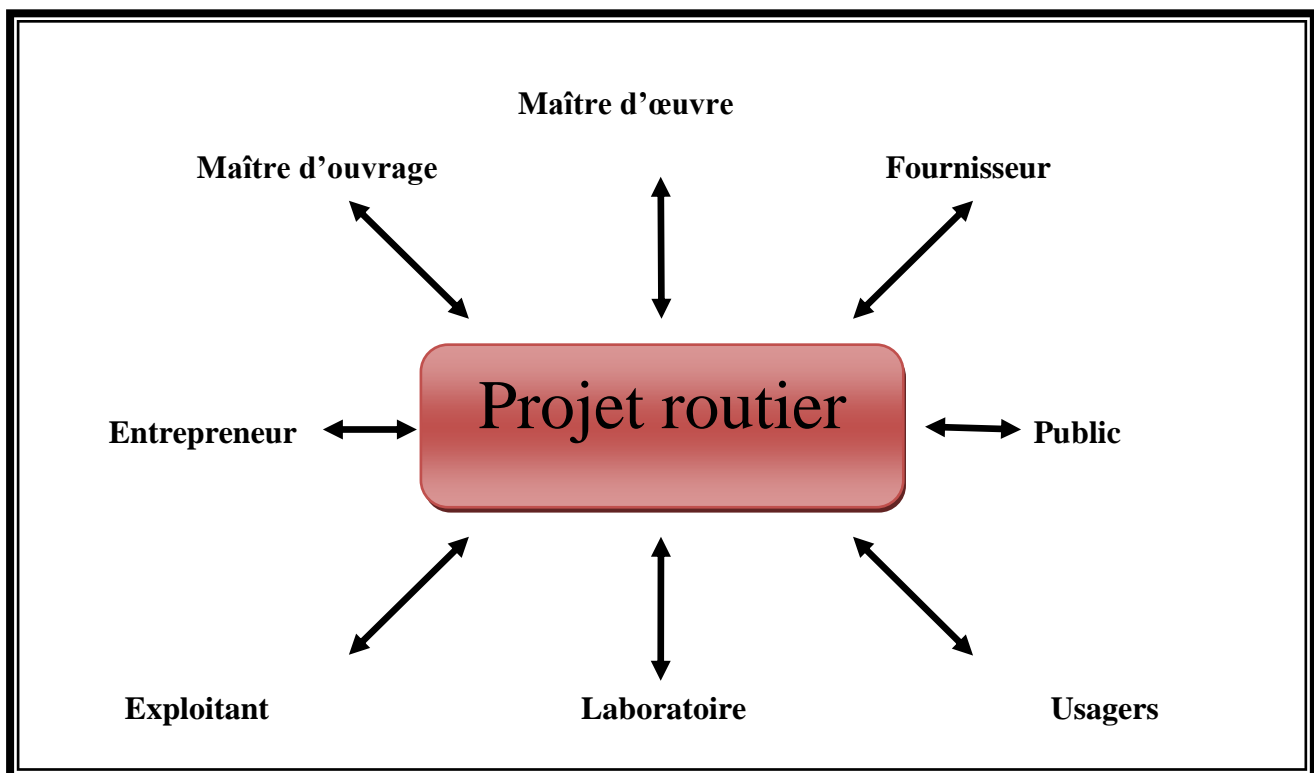 Maître d’œuvre
Maître d’ouvrage
Fournisseur
Projet routier
Entrepreneur
Public
Exploitant
Laboratoire
Usagers